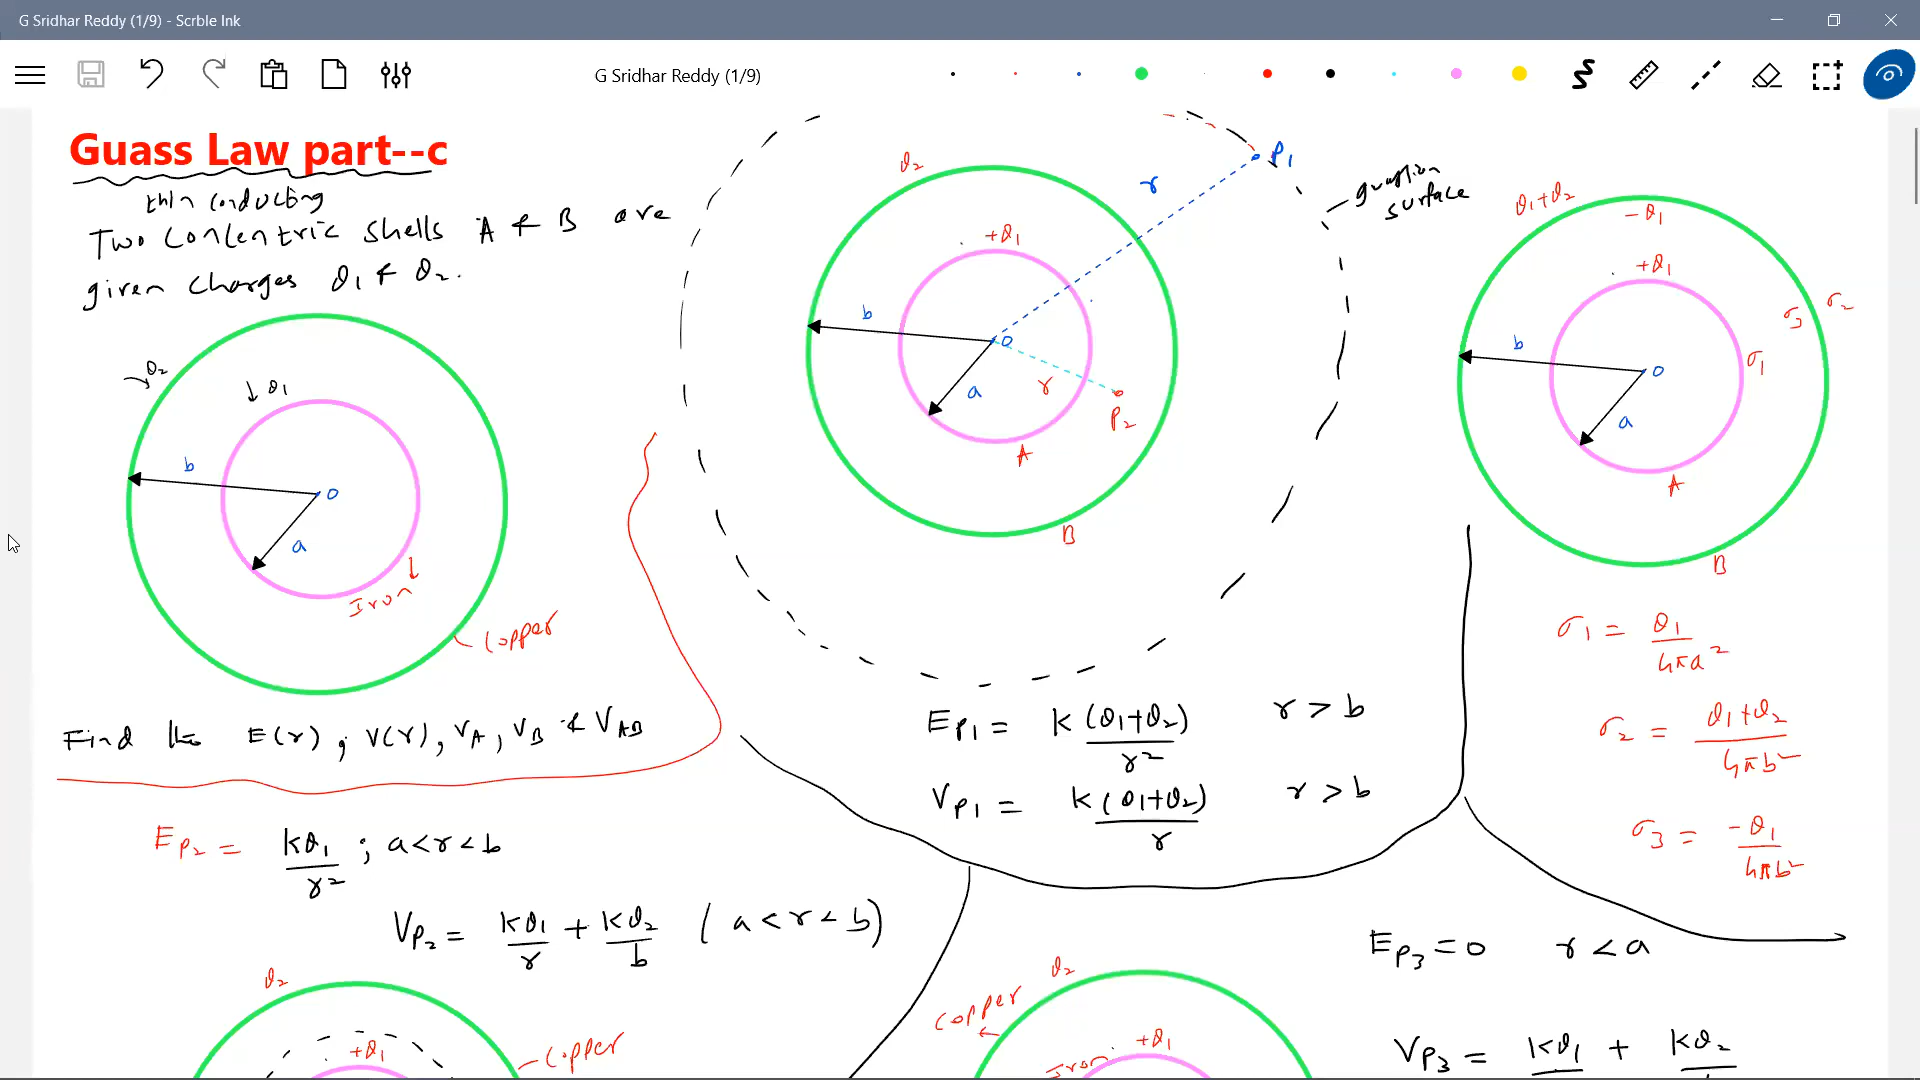 G Sridhar Reddy (1/9) - Scrble Ink
G Sridhar Reddy (1/9)
Guass Law part--c
thin conducting
Two Concentric shells A & B are
given charges Q1 & Q2.
Q2
Q1
b
O
a
Iron
Copper
Find the E(r), V(r), VA, VB & VAB
Q2
+Q1
P1
r
guassion
surface
b
O
a
r
P2
A
B
EP1 = K(Q1+Q2)/r² r > b
VP1 = K(Q1+Q2)/r r > b
Q1+Q2
-Q1
+Q1
σ3
σ2
σ1
b
O
a
A
B
σ1 = Q1/4πa²
σ2 = Q1+Q2/4πb²
σ3 = -Q1/4πb²
EP2 = KQ1/r² ; a<r<b
VP2 = KQ1/r + KQ2/b (a<r<b)
Q2
+Q1
Copper
Q2
Copper
+Q1
Iron
EP3 = 0 r < a
VP3 = KQ1 + KQ2